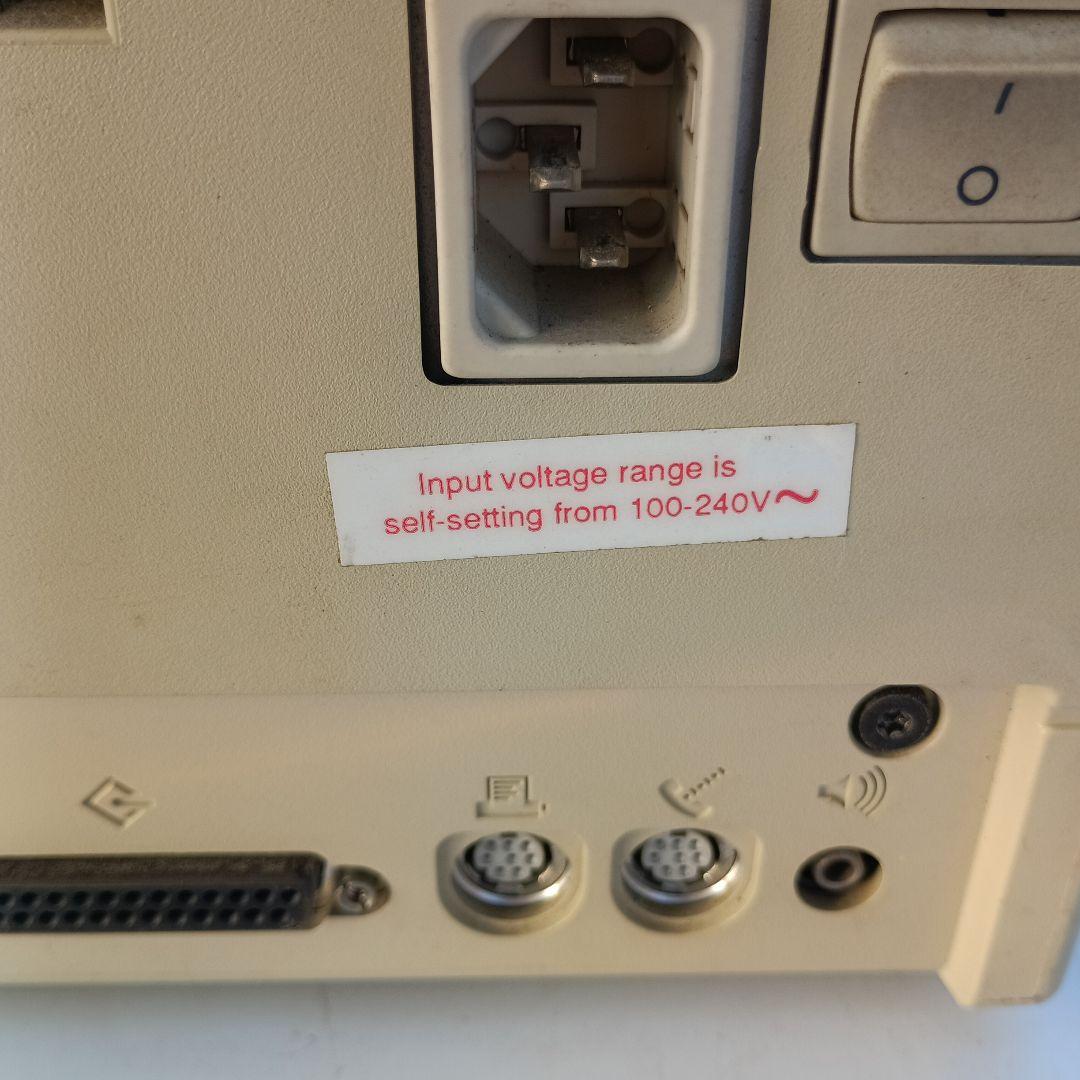 Input voltage range is
self-setting from 100-240V~